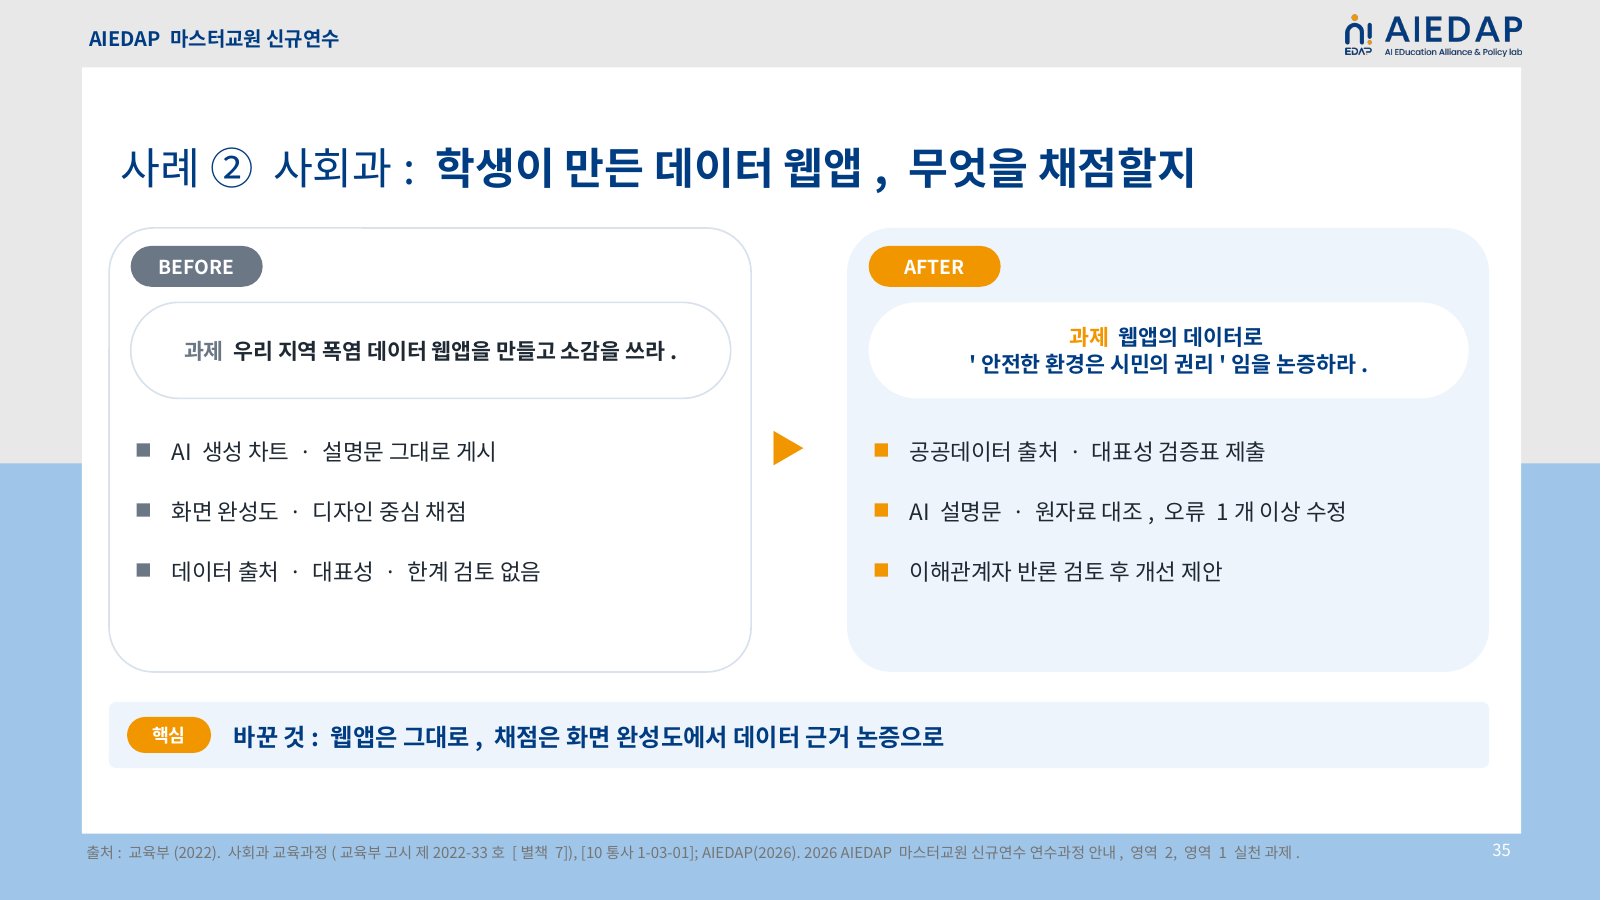 AIEDAP 마스터교원 신규연수
AIEDAP
EDAP
AI EDucation Alliance & Policy lab
사례 ② 사회과 : 학생이 만든 데이터 웹앱 , 무엇을 채점할지
BEFORE
과제 우리 지역 폭염 데이터 웹앱을 만들고 소감을 쓰라 .
■ AI 생성 차트 · 설명문 그대로 게시
■ 화면 완성도 · 디자인 중심 채점
■ 데이터 출처 · 대표성 · 한계 검토 없음
AFTER
과제 웹앱의 데이터로
' 안전한 환경은 시민의 권리 ' 임을 논증하라 .
■ 공공데이터 출처 · 대표성 검증표 제출
■ AI 설명문 · 원자료 대조 , 오류 1 개 이상 수정
■ 이해관계자 반론 검토 후 개선 제안
핵심 바꾼 것 : 웹앱은 그대로 , 채점은 화면 완성도에서 데이터 근거 논증으로
출처 : 교육부 (2022). 사회과 교육과정 ( 교육부 고시 제 2022-33 호 [ 별책 7]), [10 통사 1-03-01]; AIEDAP(2026). 2026 AIEDAP 마스터교원 신규연수 연수과정 안내 , 영역 2, 영역 1 실천 과제 .
35